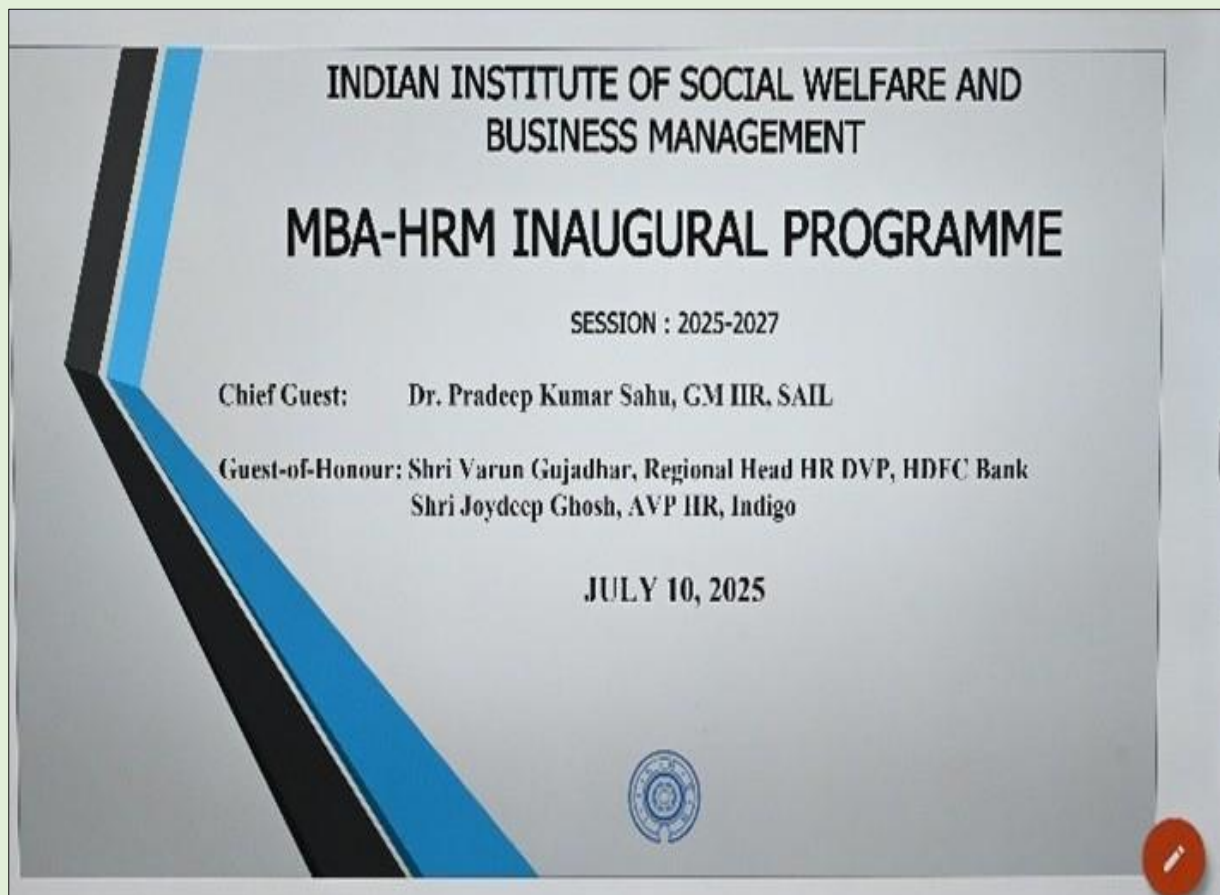 INDIAN INSTITUTE OF SOCIAL WELFARE AND
BUSINESS MANAGEMENT
MBA-HRM INAUGURAL PROGRAMME
SESSION : 2025-2027
Chief Guest: Dr. Pradeep Kumar Sahu, GM HR, SAIL
Guest-of-Honour: Shri Varun Gujadhar, Regional Head HR DVP, HDFC Bank
Shri Joydeep Ghosh, AVP HR, Indigo
JULY 10, 2025